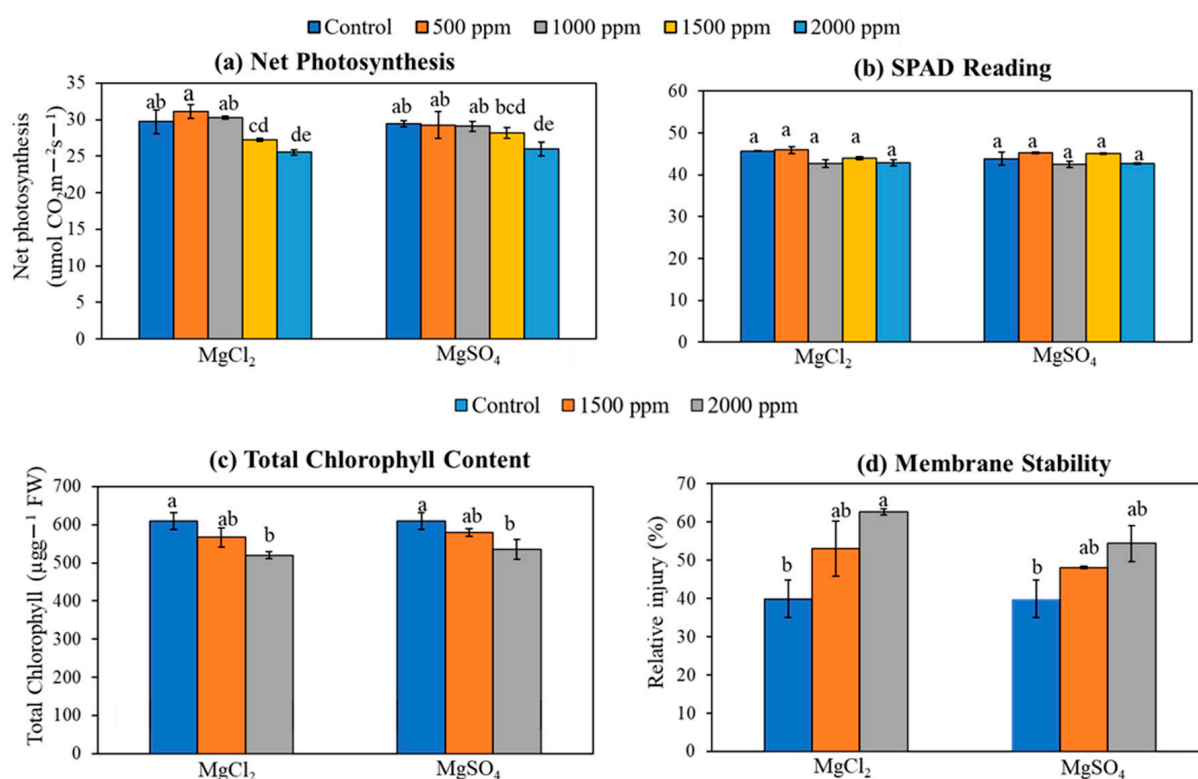 Control 500 ppm 1000 ppm 1500 ppm 2000 ppm
(a) Net Photosynthesis
Net photosynthesis
(umol CO₂m−²s−¹)
35
30
25
20
15
10
5
0
ab a ab cd de
ab ab ab bcd de
MgCl₂ MgSO₄
(b) SPAD Reading
60
50
40
30
20
10
0
a a a a a
a a a a a
MgCl₂ MgSO₄
Control 1500 ppm 2000 ppm
(c) Total Chlorophyll Content
Total Chlorophyll (µgg−¹ FW)
700
600
500
400
300
200
100
0
a ab b
a ab b
MgCl₂ MgSO₄
(d) Membrane Stability
Relative injury (%)
70
60
50
40
30
20
10
0
b ab a
b ab ab
MgCl₂ MgSO₄